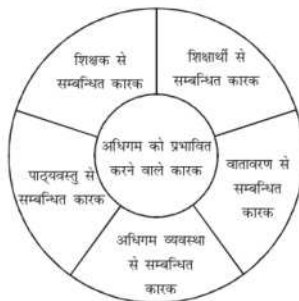 शिक्षक से
सम्बन्धित कारक
शिक्षार्थी से
सम्बन्धित कारक
अधिगम को प्रभावित
करने वाले कारक
पाठ्यवस्तु से
सम्बन्धित कारक
वातावरण से
सम्बन्धित
कारक
अधिगम व्यवस्था
से सम्बन्धित
कारक